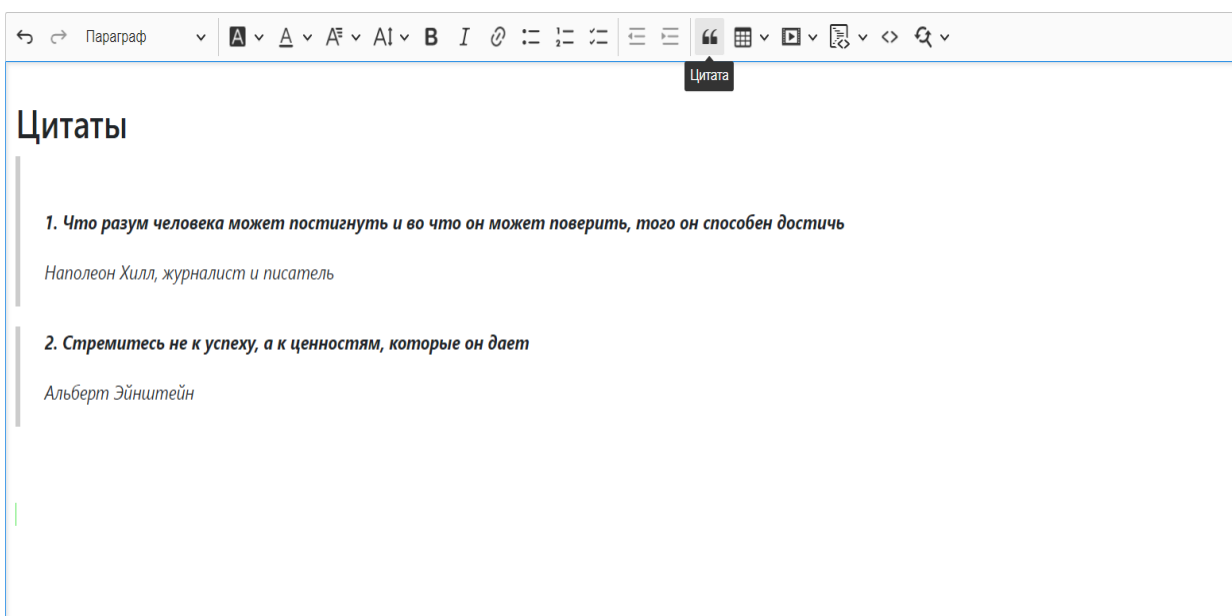 Параграф
Цитата
Цитаты
1. Что разум человека может постигнуть и во что он может поверить, того он способен достичь
Наполеон Хилл, журналист и писатель
2. Стремитесь не к успеху, а к ценностям, которые он дает
Альберт Эйнштейн